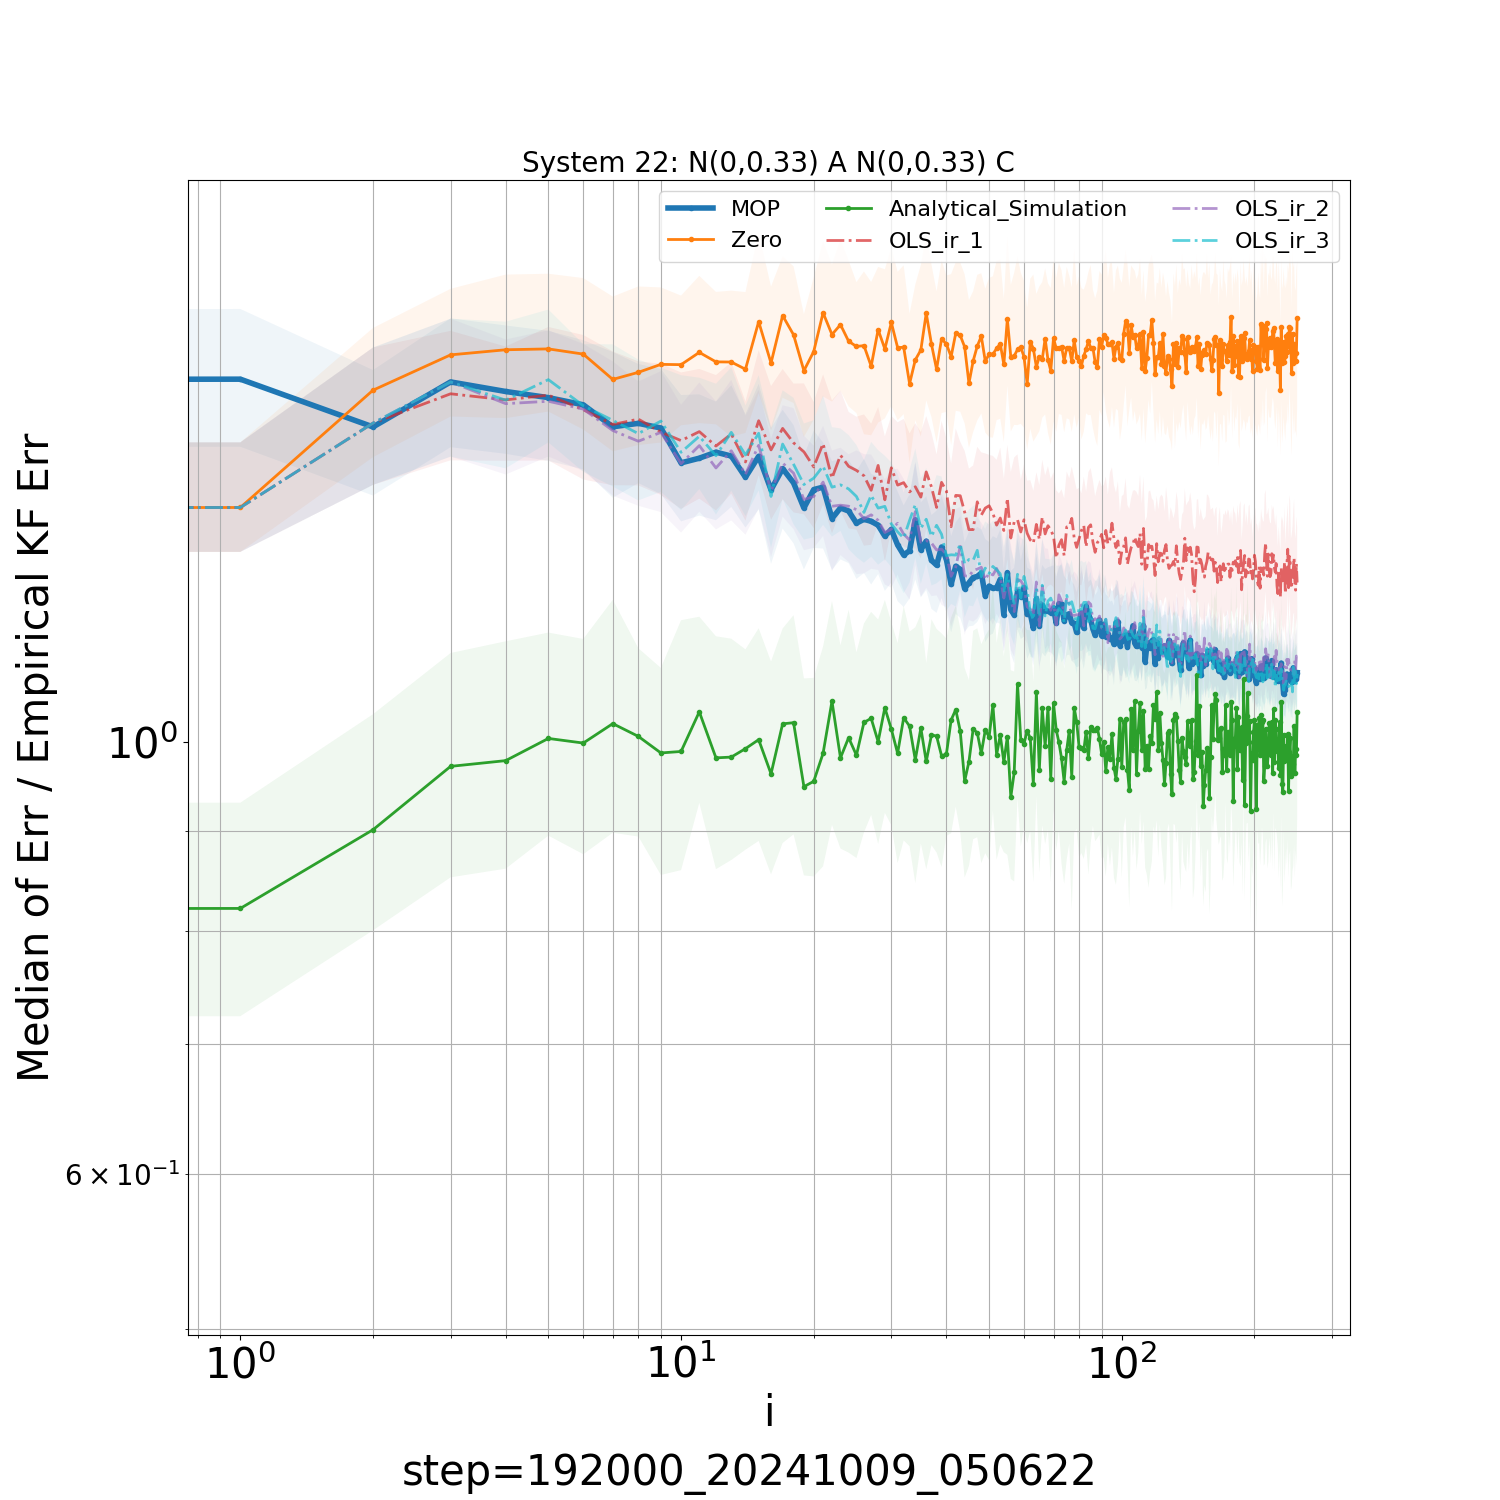 System 22: N(0,0.33) A N(0,0.33) C
MOP
Zero
Analytical_Simulation
OLS_ir_1
OLS_ir_2
OLS_ir_3
Median of Err / Empirical KF Err
10⁰
6 × 10⁻¹
10⁰ 10¹ 10²
i
step=192000_20241009_050622